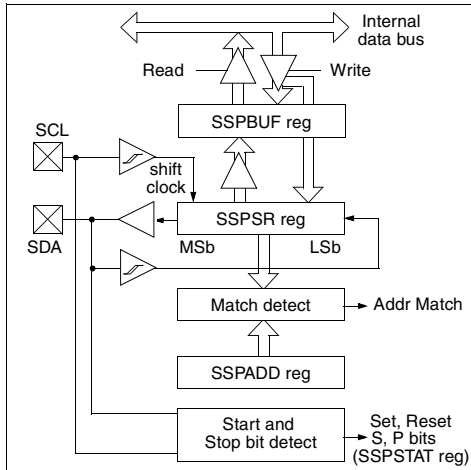 Internal
data bus
Read
Write
SCL
SSPBUF reg
shift
clock
SSPSR reg
SDA
MSb
LSb
Match detect
Addr Match
SSPADD reg
Start and
Stop bit detect
Set, Reset
S, P bits
(SSPSTAT reg)